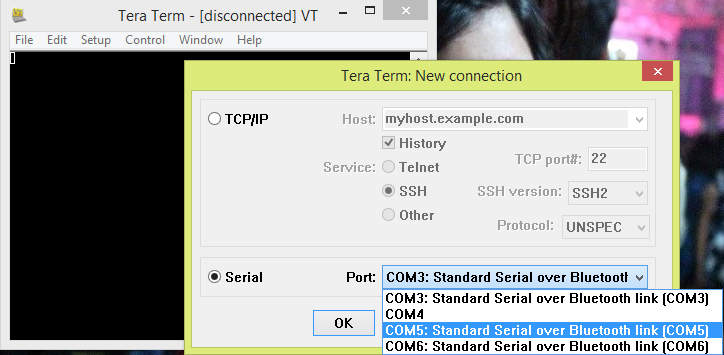 Tera Term - [disconnected] VT
File Edit Setup Control Window Help
Tera Term: New connection
TCP/IP
Host: myhost.example.com
History
Service: Telnet
TCP port#: 22
SSH
SSH version: SSH2
Other
Protocol: UNSPEC
Serial
Port: COM3: Standard Serial over Bluetooth
COM3: Standard Serial over Bluetooth link (COM3)
OK
COM4
COM5: Standard Serial over Bluetooth link (COM5)
COM6: Standard Serial over Bluetooth link (COM6)